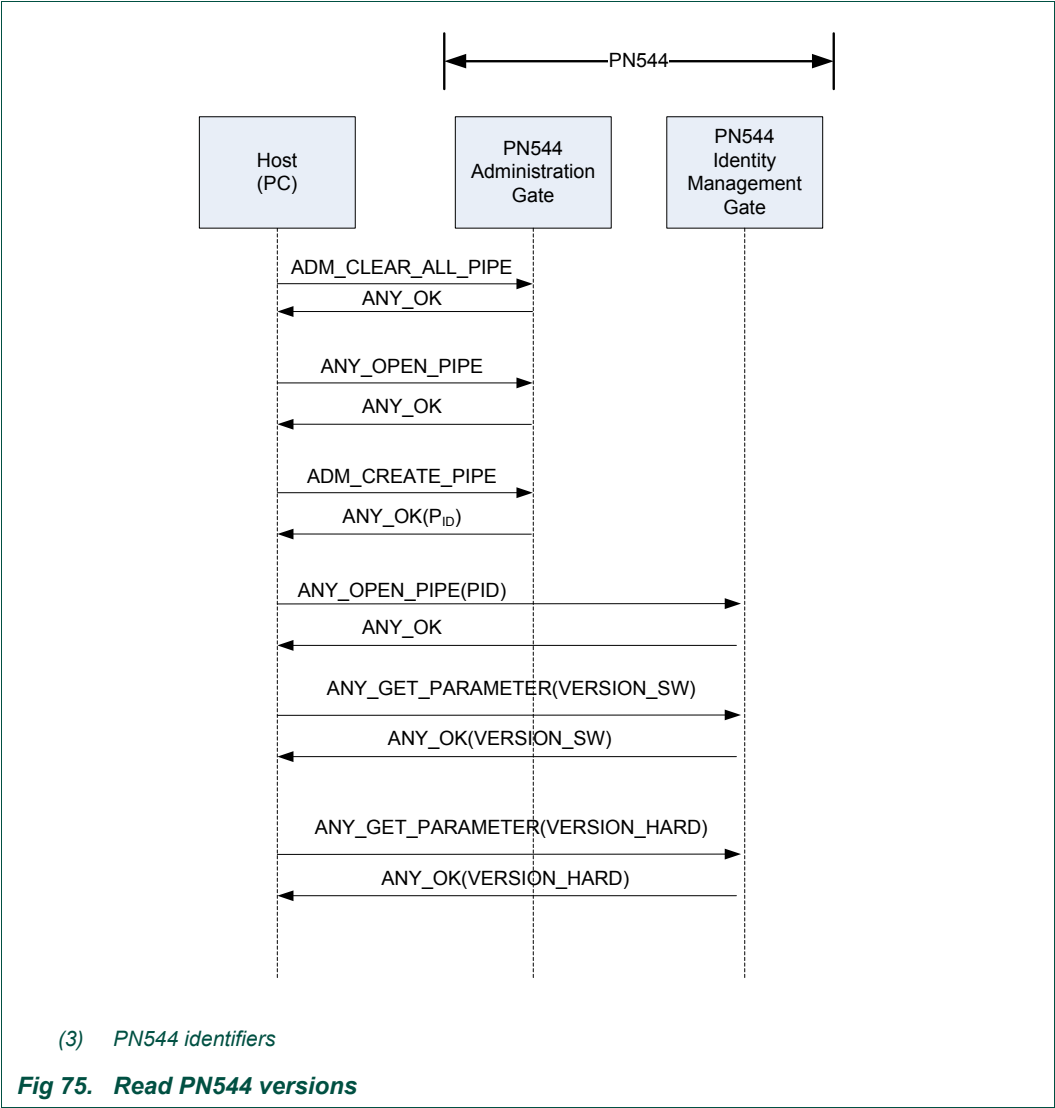 PN544
Host
(PC)
PN544
Administration
Gate
PN544
Identity
Management
Gate
ADM_CLEAR_ALL_PIPE
ANY_OK
ANY_OPEN_PIPE
ANY_OK
ADM_CREATE_PIPE
ANY_OK(PID)
ANY_OPEN_PIPE(PID)
ANY_OK
ANY_GET_PARAMETER(VERSION_SW)
ANY_OK(VERSION_SW)
ANY_GET_PARAMETER(VERSION_HARD)
ANY_OK(VERSION_HARD)
(3) PN544 identifiers
Fig 75. Read PN544 versions